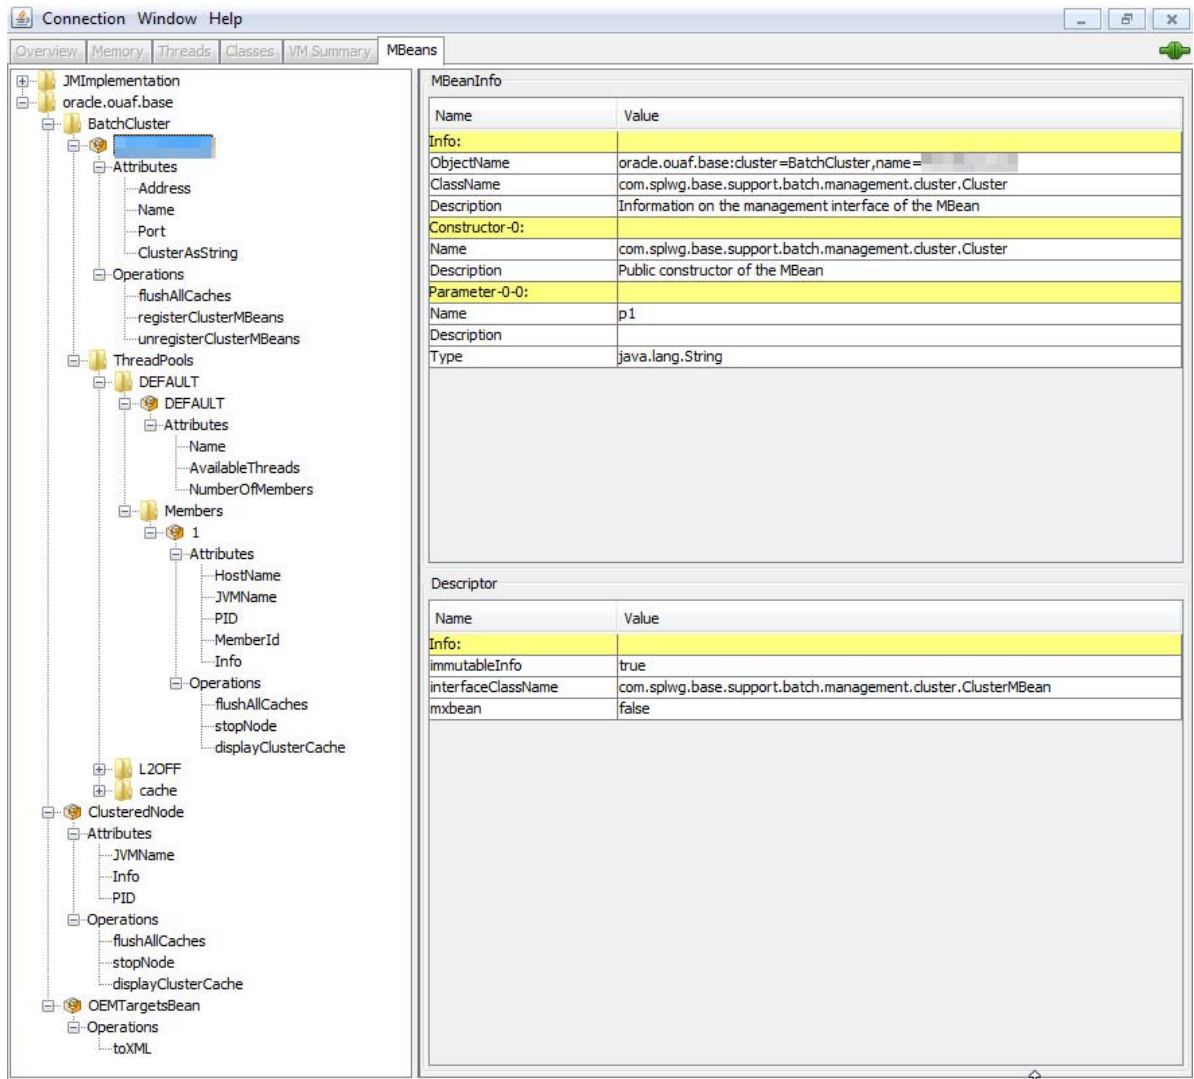 Connection Window Help
Overview Memory Threads Classes VM Summary MBeans
JMImplementation
oracle.ouaf.base
BatchCluster
Attributes
Address
Name
Port
ClusterAsString
Operations
flushAllCaches
registerClusterMBeans
unregisterClusterMBeans
ThreadPools
DEFAULT
DEFAULT
Attributes
Name
AvailableThreads
NumberOfMembers
Members
1
Attributes
HostName
JVMName
PID
MemberId
Info
Operations
flushAllCaches
stopNode
displayClusterCache
L2OFF
cache
ClusteredNode
Attributes
JVMName
Info
PID
Operations
flushAllCaches
stopNode
displayClusterCache
OEMTargetsBean
Operations
toXML
MBeanInfo
Name Value
Info:
ObjectName oracle.ouaf.base:cluster=BatchCluster,name=
ClassName com.splwg.base.support.batch.management.cluster.Cluster
Description Information on the management interface of the MBean
Constructor-0:
Name com.splwg.base.support.batch.management.cluster.Cluster
Description Public constructor of the MBean
Parameter-0-0:
Name p1
Description
Type java.lang.String
Descriptor
Name Value
Info:
immutableInfo true
interfaceClassName com.splwg.base.support.batch.management.cluster.ClusterMBean
mxbean false